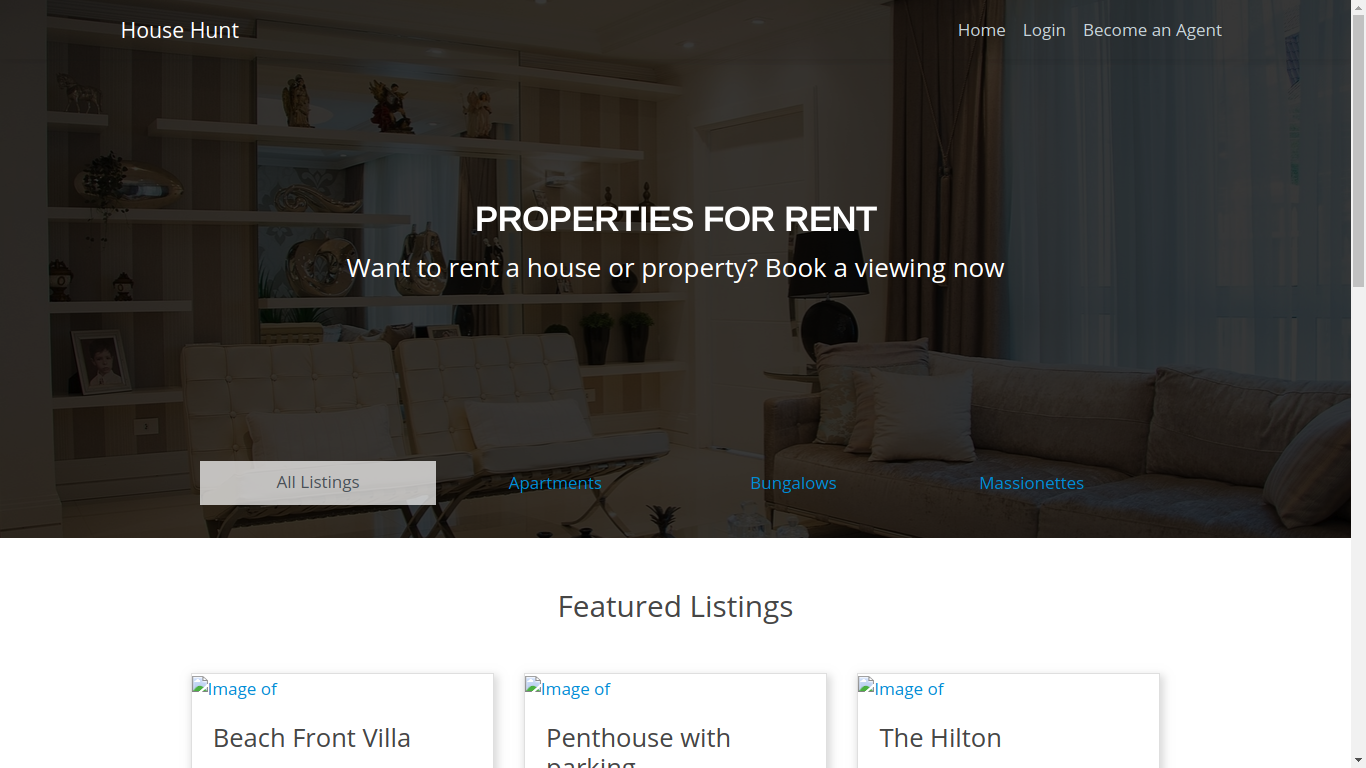 House Hunt
Home Login Become an Agent
PROPERTIES FOR RENT
Want to rent a house or property? Book a viewing now
All Listings Apartments Bungalows Massionettes
Featured Listings
Image of Image of Image of
Beach Front Villa
Penthouse with
parking
The Hilton